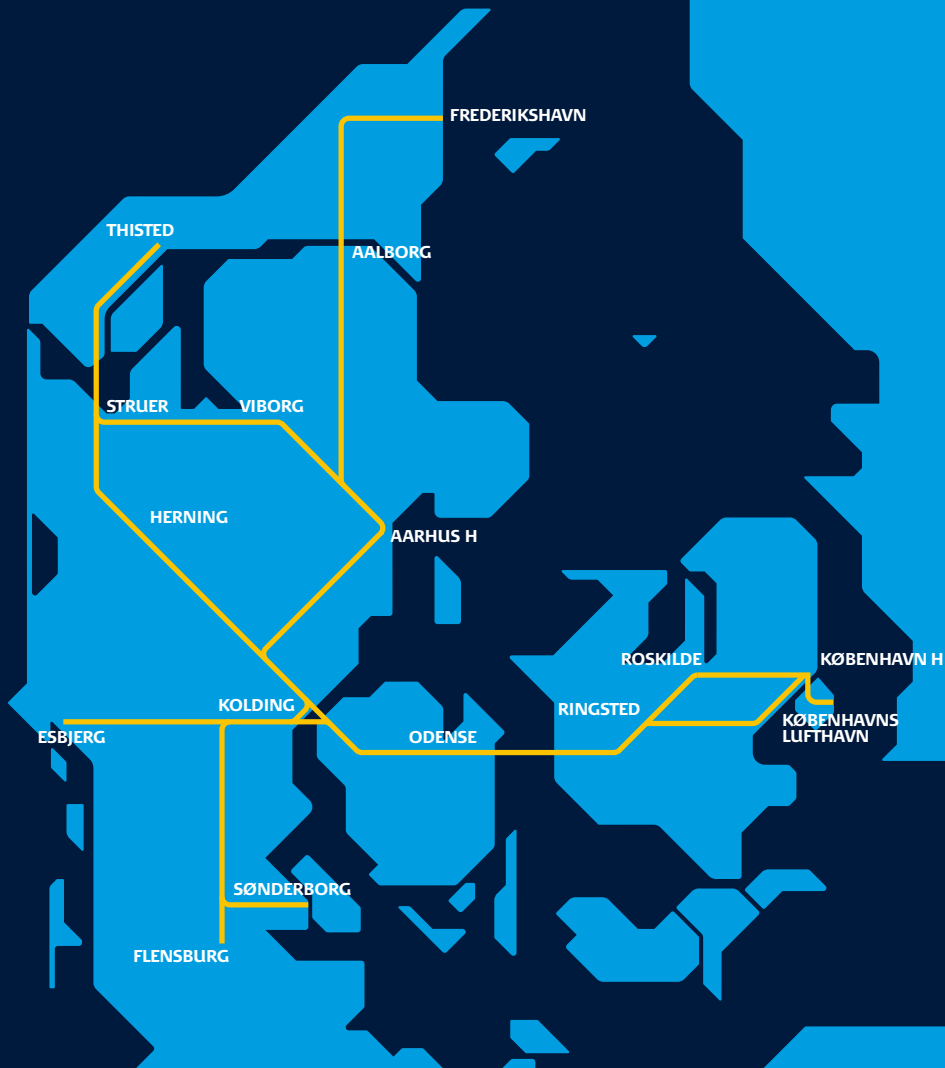 FREDERIKSHAVN
THISTED
AALBORG
STRUER
VIBORG
HERNING
AARHUS H
ROSKILDE
KØBENHAVN H
KOLDING
RINGSTED
KØBENHAVNS
LUFTHAVN
ESBJERG
ODENSE
SØNDERBORG
FLENSBURG